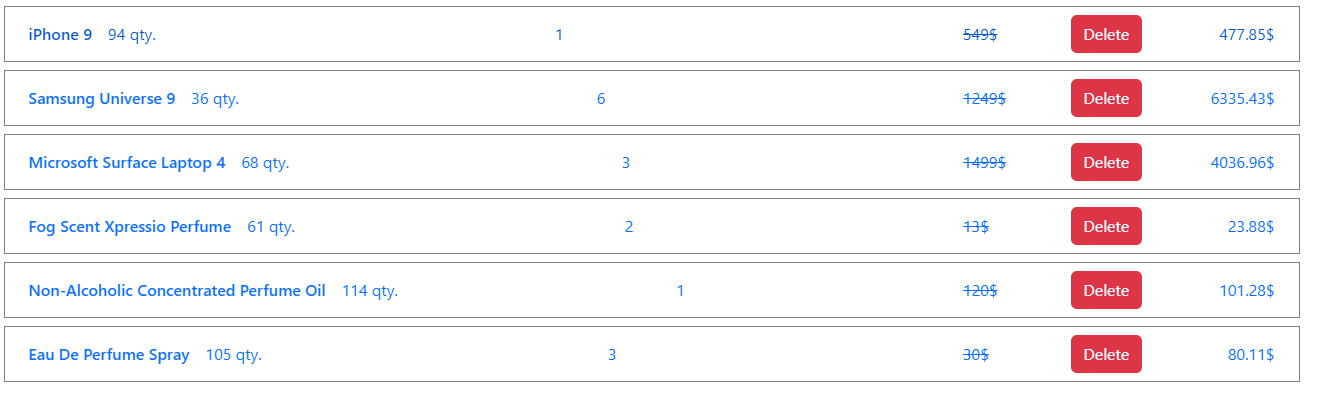 iPhone 9 94 qty. 1 549$ Delete 477.85$
Samsung Universe 9 36 qty. 6 1249$ Delete 6335.43$
Microsoft Surface Laptop 4 68 qty. 3 1499$ Delete 4036.96$
Fog Scent Xpressio Perfume 61 qty. 2 13$ Delete 23.88$
Non-Alcoholic Concentrated Perfume Oil 114 qty. 1 120$ Delete 101.28$
Eau De Perfume Spray 105 qty. 3 30$ Delete 80.11$